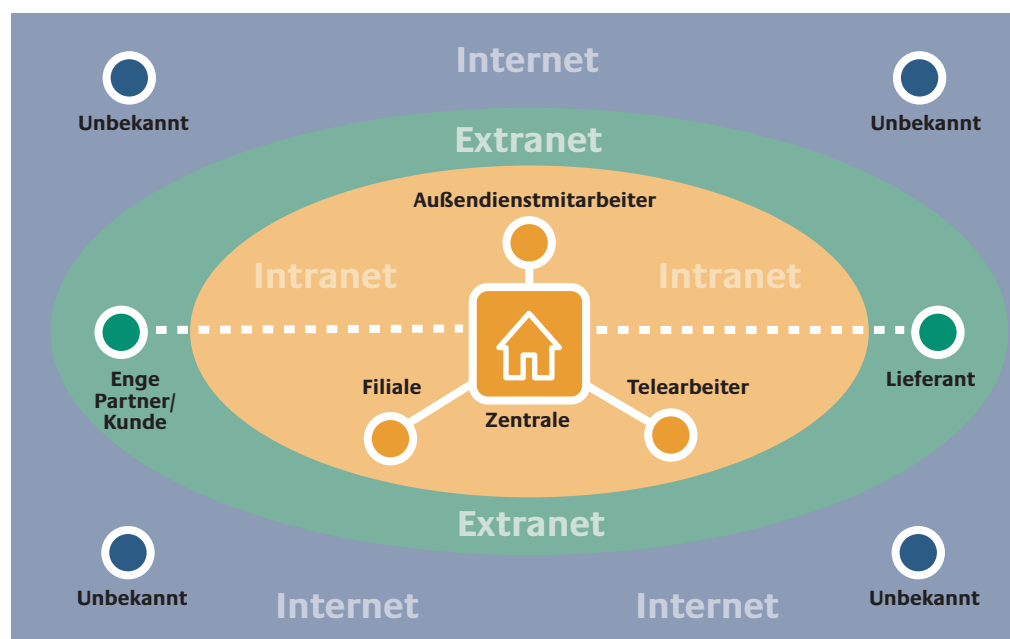 Internet
Unbekannt
Unbekannt
Extranet
Außendienstmitarbeiter
Intranet
Intranet
Enge
Partner/
Kunde
Filiale
Zentrale
Telearbeiter
Lieferant
Extranet
Unbekannt
Unbekannt
Internet
Internet